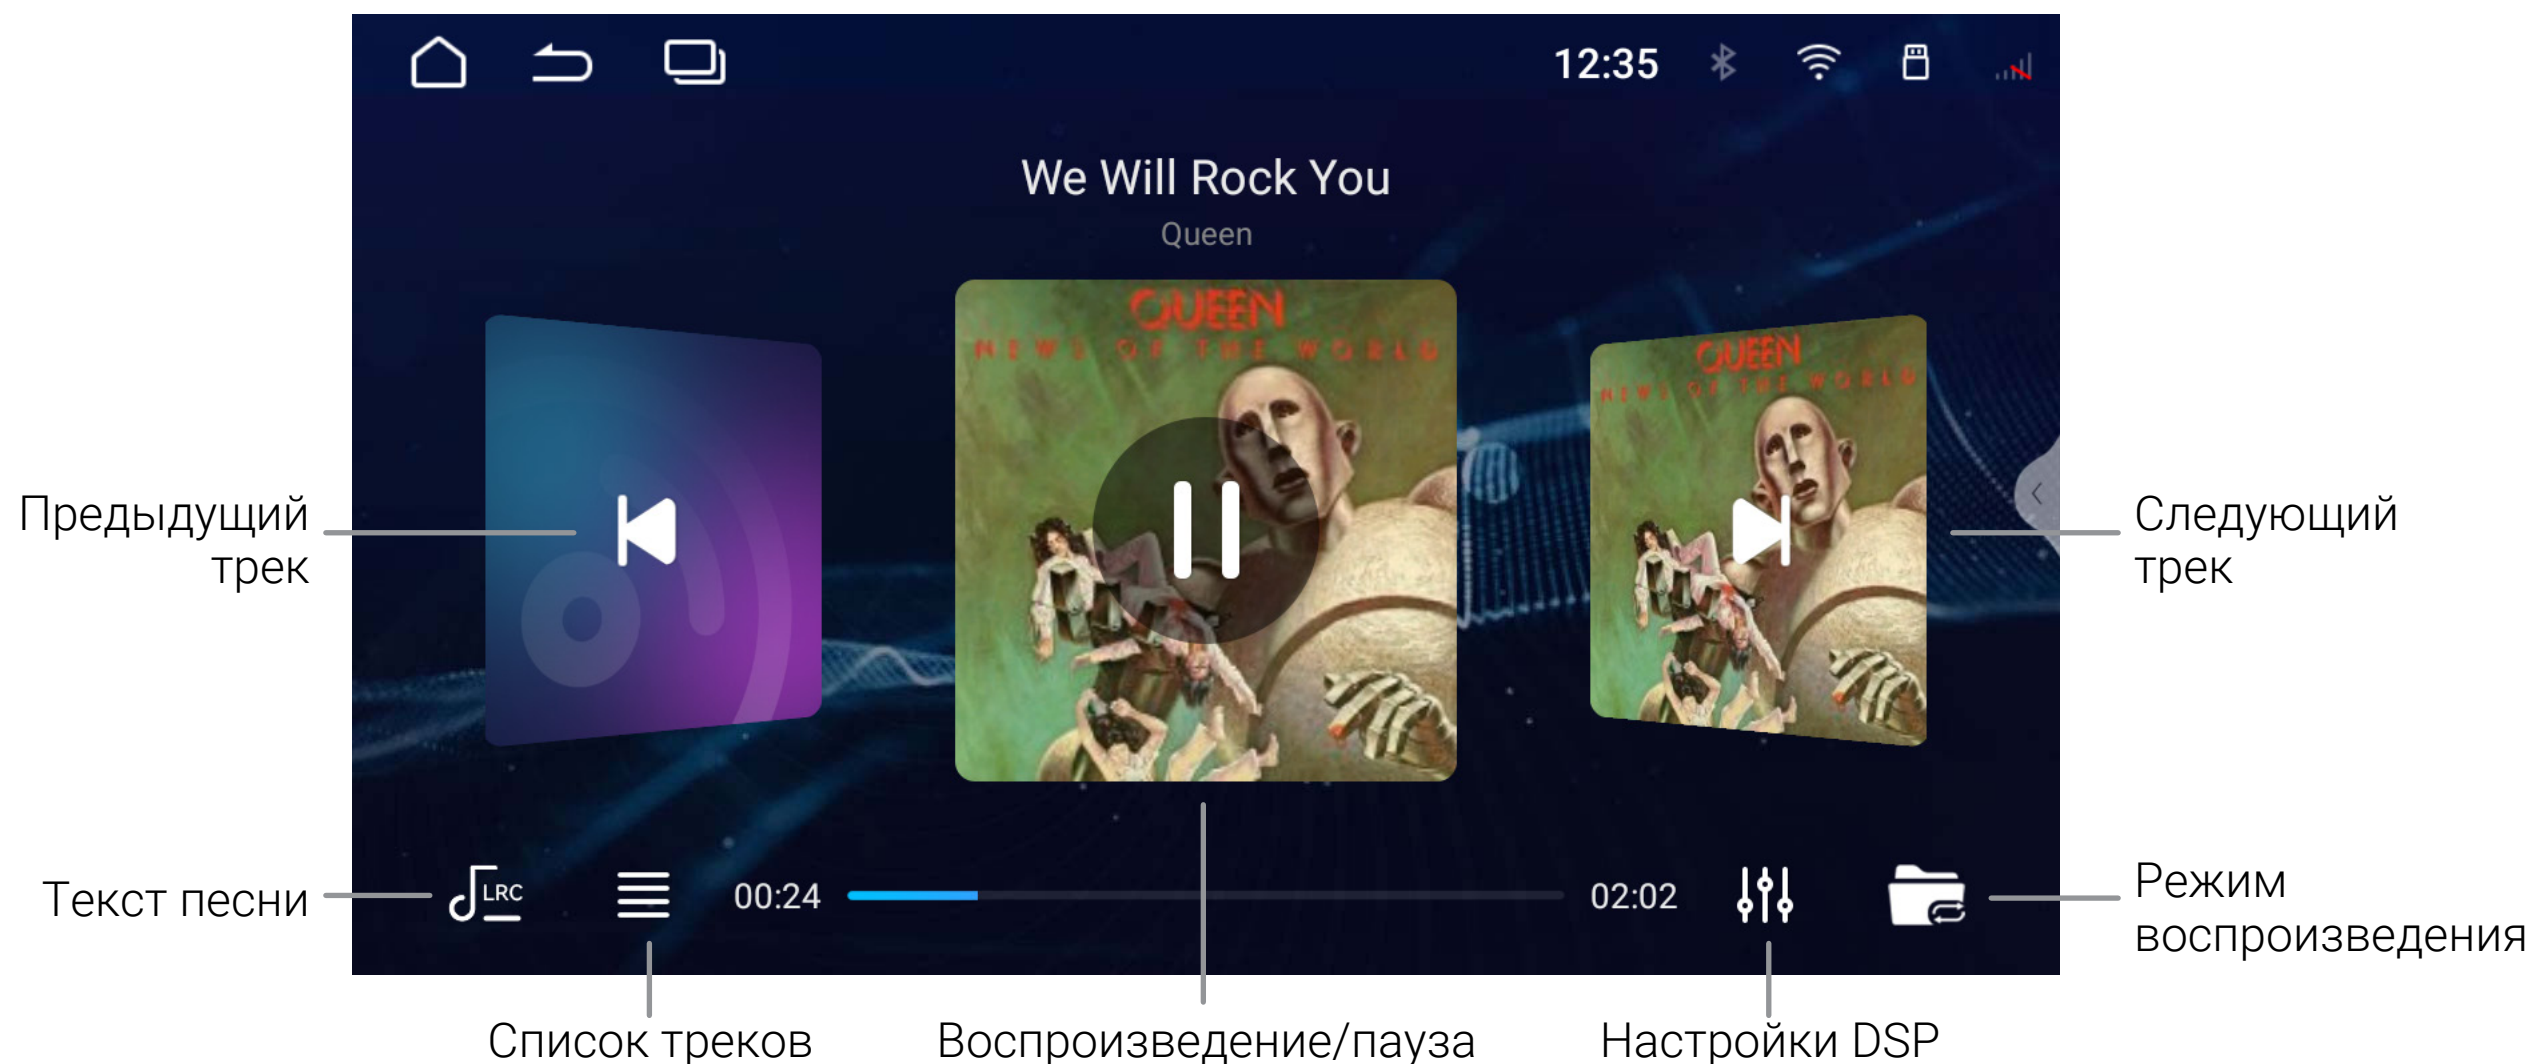 12:35
We Will Rock You
Queen
QUEEN
NEWS OF THE WORLD
QUEEN
NEWS OF THE WORLD
Предыдущий
трек
Следующий
трек
Текст песни
LRC
00:24
02:02
Режим
воспроизведения
Список треков
Воспроизведение/пауза
Настройки DSP